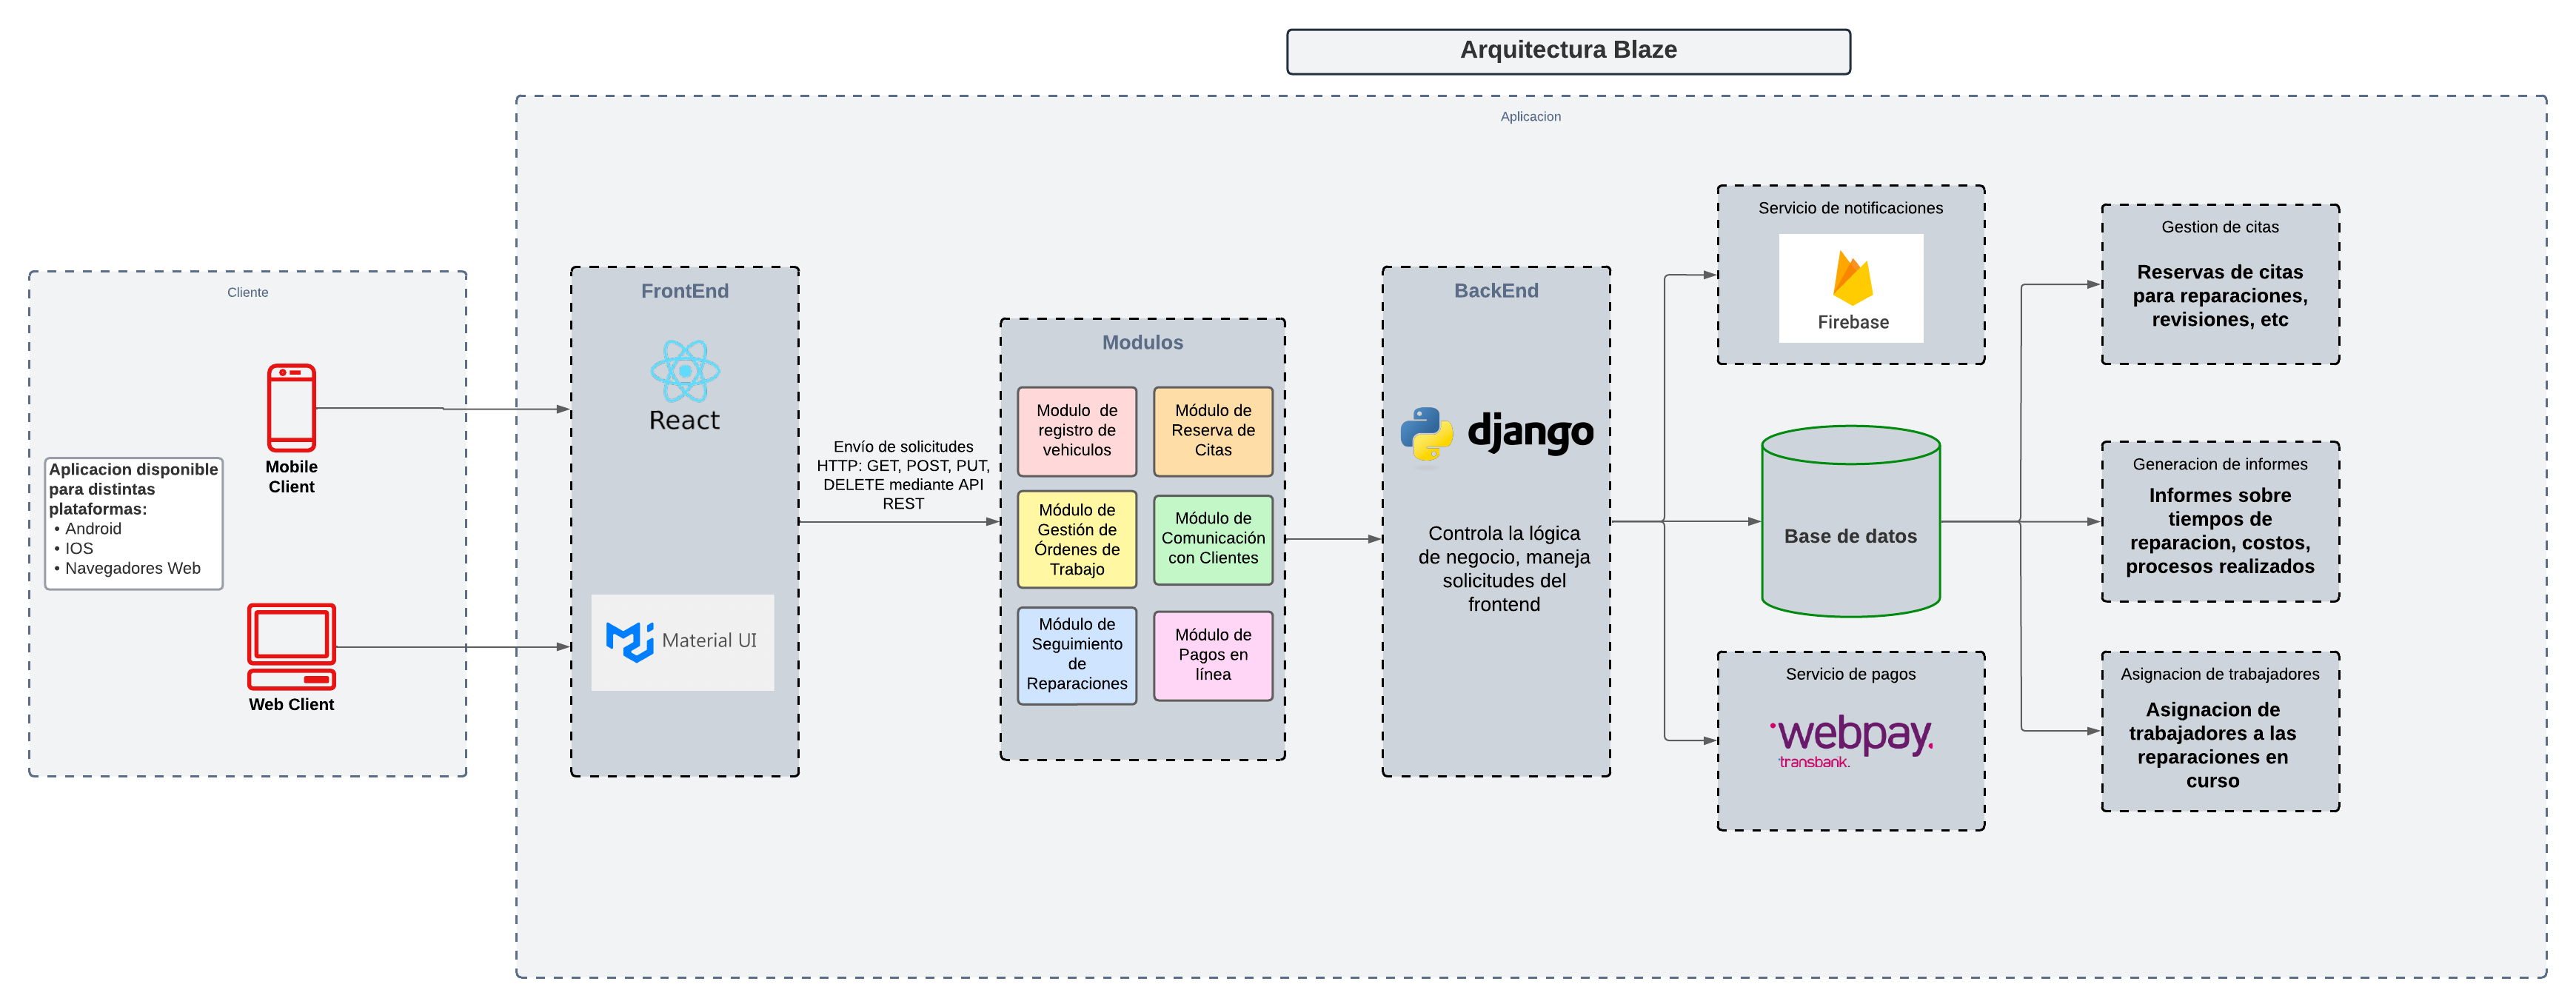 Arquitectura Blaze
Aplicacion
Cliente
Mobile
Client
Aplicacion disponible
para distintas
plataformas:
• Android
• IOS
• Navegadores Web
Web Client
FrontEnd
React
Material UI
Envío de solicitudes
HTTP: GET, POST, PUT,
DELETE mediante API
REST
Modulos
Modulo de
registro de
vehiculos
Módulo de
Reserva de
Citas
Módulo de
Gestión de
Órdenes de
Trabajo
Módulo de
Comunicación
con Clientes
Módulo de
Seguimiento
de
Reparaciones
Módulo de
Pagos en
línea
BackEnd
django
Controla la lógica
de negocio, maneja
solicitudes del
frontend
Servicio de notificaciones
Firebase
Base de datos
Servicio de pagos
webpay.
transbank.
Gestion de citas
Reservas de citas
para reparaciones,
revisiones, etc
Generacion de informes
Informes sobre
tiempos de
reparacion, costos,
procesos realizados
Asignacion de trabajadores
Asignacion de
trabajadores a las
reparaciones en
curso